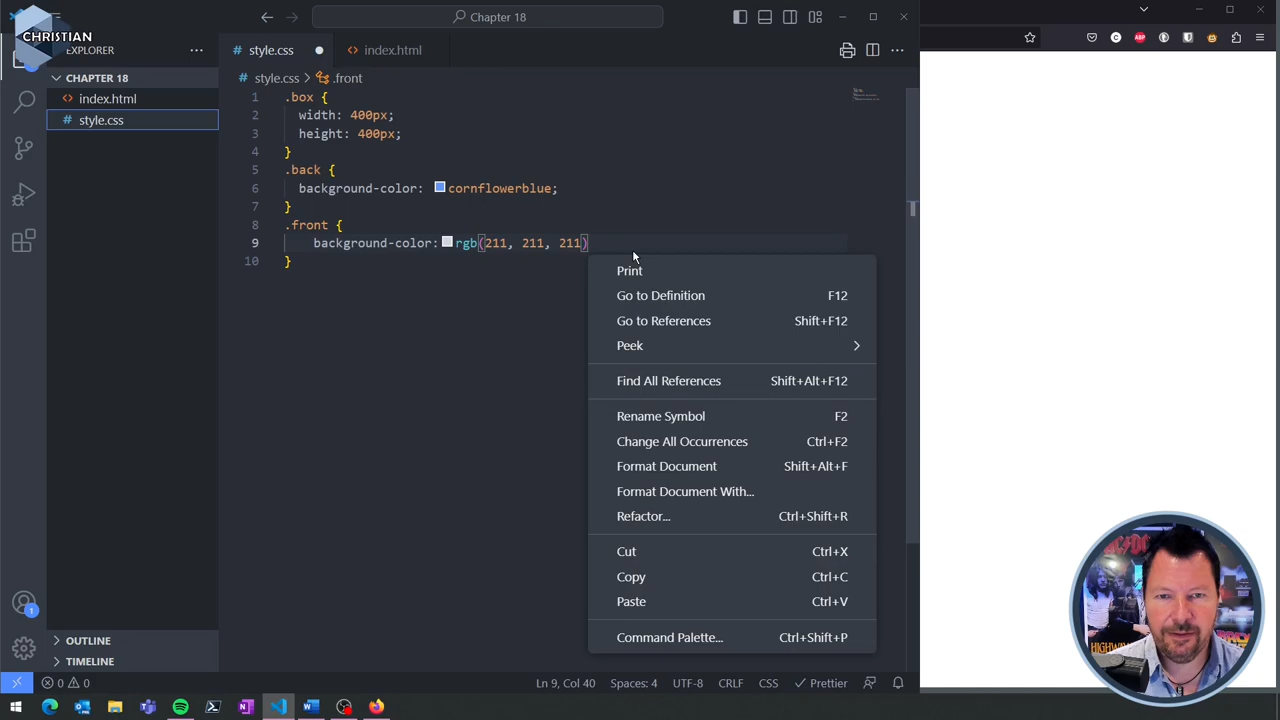 Chapter 18
CHRISTIAN
EXPLORER
style.css
index.html
CHAPTER 18
index.html
style.css
style.css
.front
1 .box {
2 width: 400px;
3 height: 400px;
4 }
5 .back {
6 background-color: cornflowerblue;
7 }
8 .front {
9 background-color: rgb(211, 211, 211)
10 }
Print
Go to Definition F12
Go to References Shift+F12
Peek
Find All References Shift+Alt+F12
Rename Symbol F2
Change All Occurrences Ctrl+F2
Format Document Shift+Alt+F
Format Document With...
Refactor... Ctrl+Shift+R
Cut Ctrl+X
Copy Ctrl+C
Paste Ctrl+V
Command Palette... Ctrl+Shift+P
OUTLINE
TIMELINE
0 0
Ln 9, Col 40
Spaces: 4
UTF-8
CRLF
CSS
Prettier
1
ABP
AC DC
HIGHW